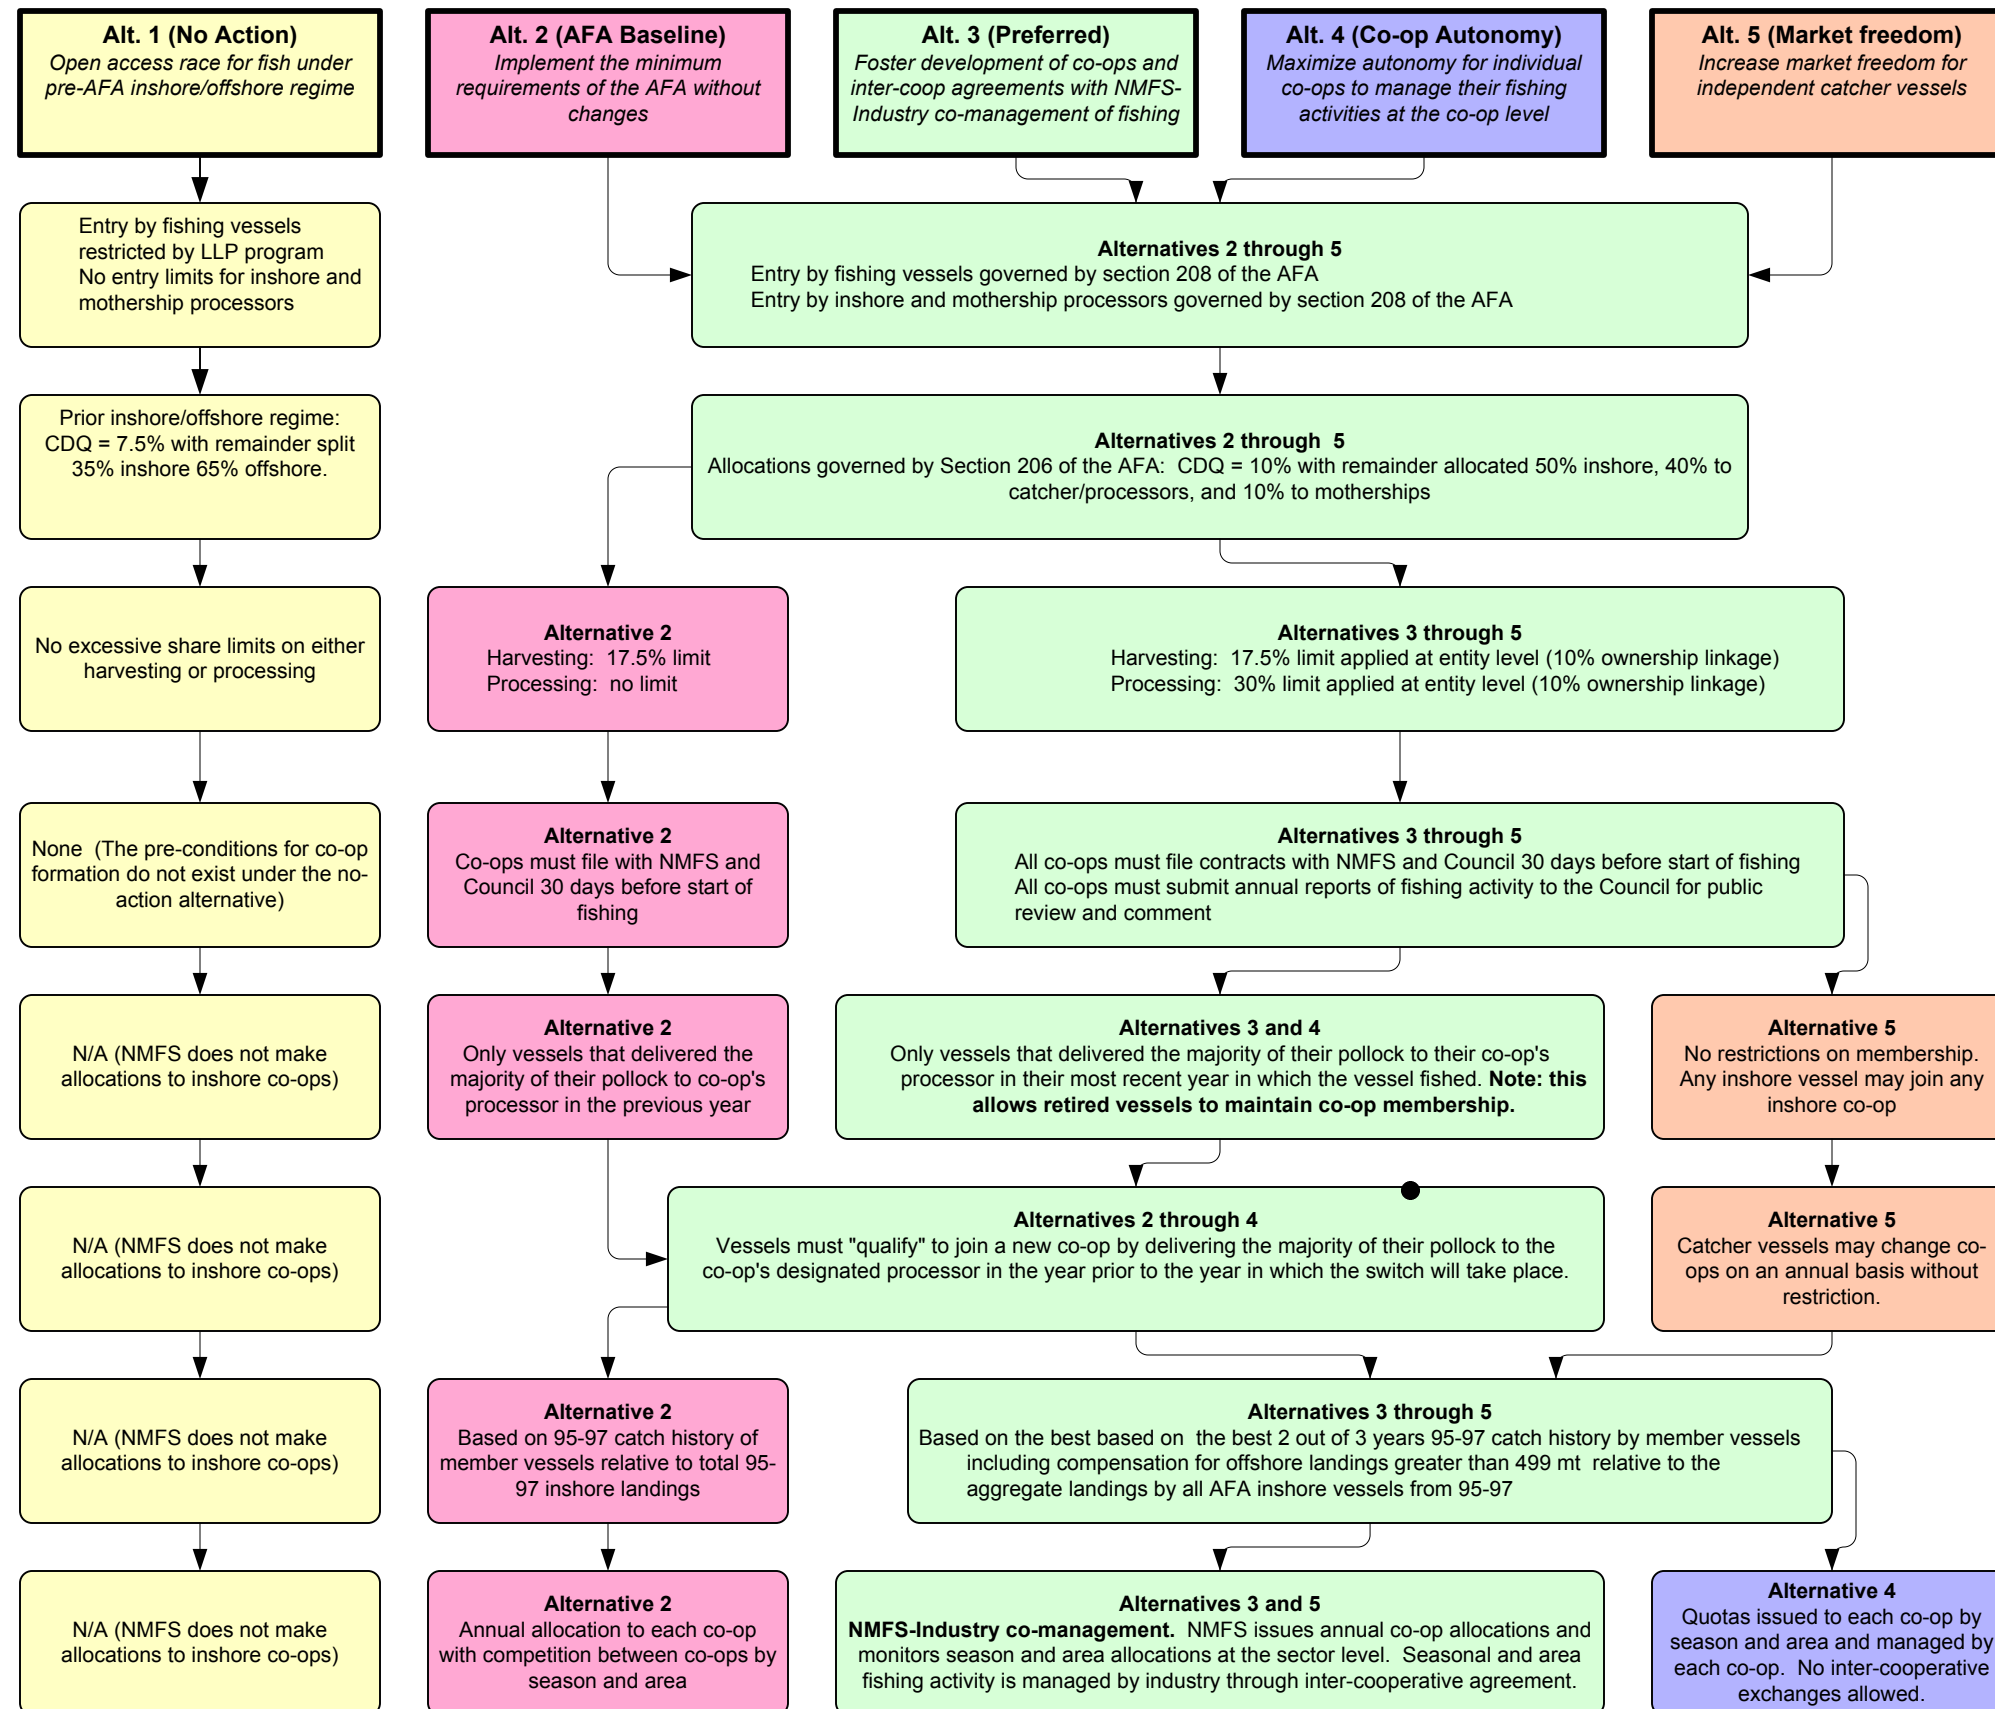 Alt. 1 (No Action)
Open access race for fish under
pre-AFA inshore/offshore regime
Alt. 2 (AFA Baseline)
Implement the minimum
requirements of the AFA without
changes
Alt. 3 (Preferred)
Foster development of co-ops and
inter-coop agreements with NMFS-
Industry co-management of fishing
Alt. 4 (Co-op Autonomy)
Maximize autonomy for individual
co-ops to manage their fishing
activities at the co-op level
Alt. 5 (Market freedom)
Increase market freedom for
independent catcher vessels
Entry by fishing vessels
restricted by LLP program
No entry limits for inshore and
mothership processors
Alternatives 2 through 5
Entry by fishing vessels governed by section 208 of the AFA
Entry by inshore and mothership processors governed by section 208 of the AFA
Prior inshore/offshore regime:
CDQ = 7.5% with remainder split
35% inshore 65% offshore.
Alternatives 2 through  5
Allocations governed by Section 206 of the AFA:  CDQ = 10% with remainder allocated 50% inshore, 40% to
catcher/processors, and 10% to motherships
No excessive share limits on either
harvesting or processing
Alternative 2
Harvesting:  17.5% limit
Processing:  no limit
Alternatives 3 through 5
Harvesting:  17.5% limit applied at entity level (10% ownership linkage)
Processing:  30% limit applied at entity level (10% ownership linkage)
None  (The pre-conditions for co-op
formation do not exist under the no-
action alternative)
Alternative 2
Co-ops must file with NMFS and
Council 30 days before start of
fishing
Alternatives 3 through 5
All co-ops must file contracts with NMFS and Council 30 days before start of fishing
All co-ops must submit annual reports of fishing activity to the Council for public
review and comment
N/A (NMFS does not make
allocations to inshore co-ops)
Alternative 2
Only vessels that delivered the
majority of their pollock to co-op's
processor in the previous year
Alternatives 3 and 4
Only vessels that delivered the majority of their pollock to their co-op's
processor in their most recent year in which the vessel fished. Note: this
allows retired vessels to maintain co-op membership.
Alternative 5
No restrictions on membership.
Any inshore vessel may join any
inshore co-op
N/A (NMFS does not make
allocations to inshore co-ops)
Alternatives 2 through 4
Vessels must "qualify" to join a new co-op by delivering the majority of their pollock to the
co-op's designated processor in the year prior to the year in which the switch will take place.
Alternative 5
Catcher vessels may change co-
ops on an annual basis without
restriction.
N/A (NMFS does not make
allocations to inshore co-ops)
Alternative 2
Based on 95-97 catch history of
member vessels relative to total 95-
97 inshore landings
Alternatives 3 through 5
Based on the best based on  the best 2 out of 3 years 95-97 catch history by member vessels
including compensation for offshore landings greater than 499 mt  relative to the
aggregate landings by all AFA inshore vessels from 95-97
N/A (NMFS does not make
allocations to inshore co-ops)
Alternative 2
Annual allocation to each co-op
with competition between co-ops by
season and area
Alternatives 3 and 5
NMFS-Industry co-management.  NMFS issues annual co-op allocations and
monitors season and area allocations at the sector level.  Seasonal and area
fishing activity is managed by industry through inter-cooperative agreement.
Alternative 4
Quotas issued to each co-op by
season and area and managed by
each co-op.  No inter-cooperative
exchanges allowed.